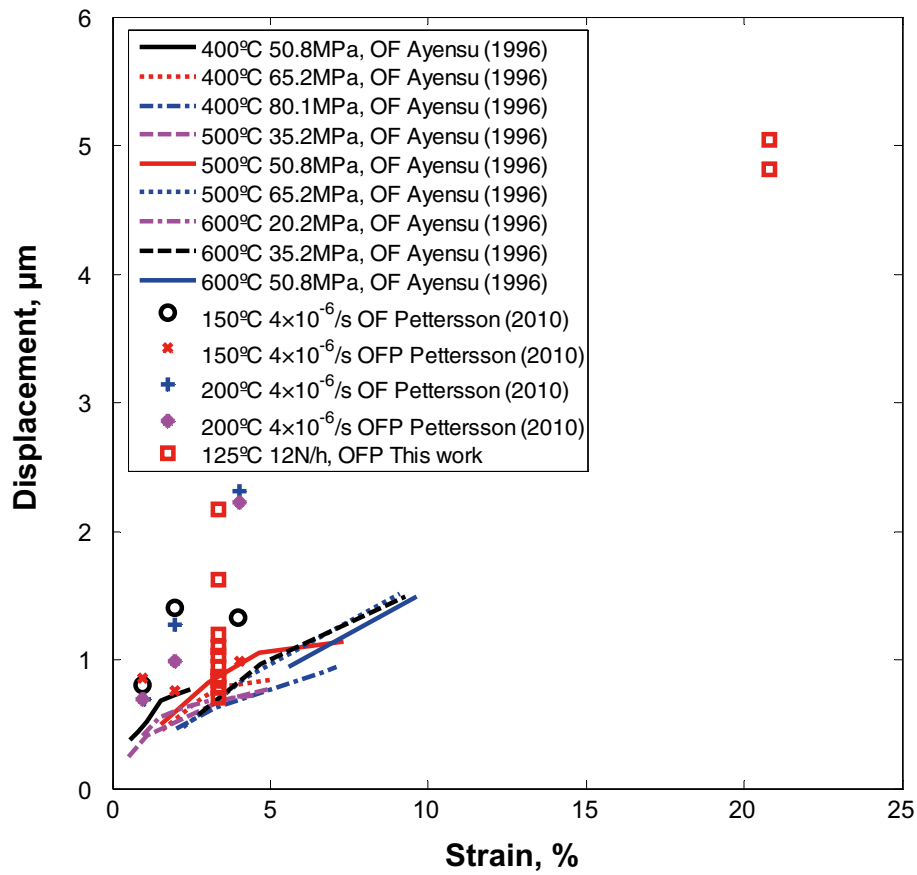 6
5
4
3
2
1
0
0
5
10
15
20
25
Displacement, µm
Strain, %
400ºC 50.8MPa, OF Ayensu (1996)
400ºC 65.2MPa, OF Ayensu (1996)
400ºC 80.1MPa, OF Ayensu (1996)
500ºC 35.2MPa, OF Ayensu (1996)
500ºC 50.8MPa, OF Ayensu (1996)
500ºC 65.2MPa, OF Ayensu (1996)
600ºC 20.2MPa, OF Ayensu (1996)
600ºC 35.2MPa, OF Ayensu (1996)
600ºC 50.8MPa, OF Ayensu (1996)
150ºC 4×10⁻⁶/s OF Pettersson (2010)
150ºC 4×10⁻⁶/s OFP Pettersson (2010)
200ºC 4×10⁻⁶/s OF Pettersson (2010)
200ºC 4×10⁻⁶/s OFP Pettersson (2010)
125ºC 12N/h, OFP This work